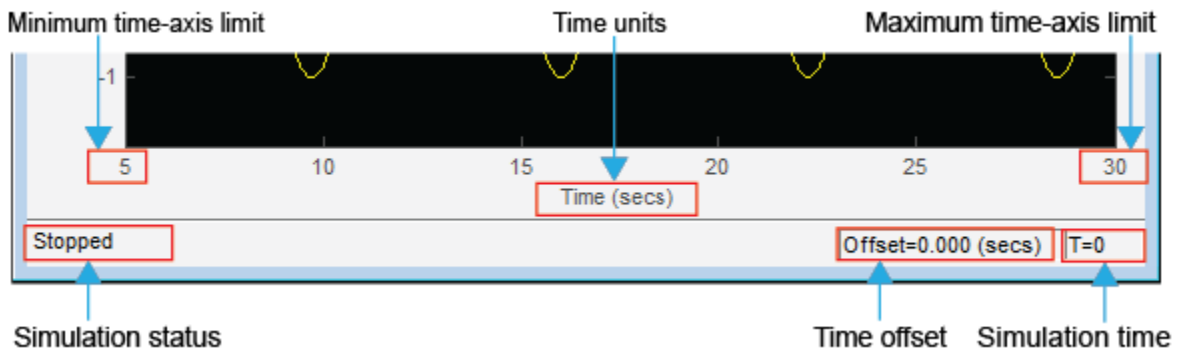 Minimum time-axis limit Time units Maximum time-axis limit
-1
5 10 15 20 25 30
Time (secs)
Stopped Offset=0.000 (secs) T=0
Simulation status Time offset Simulation time